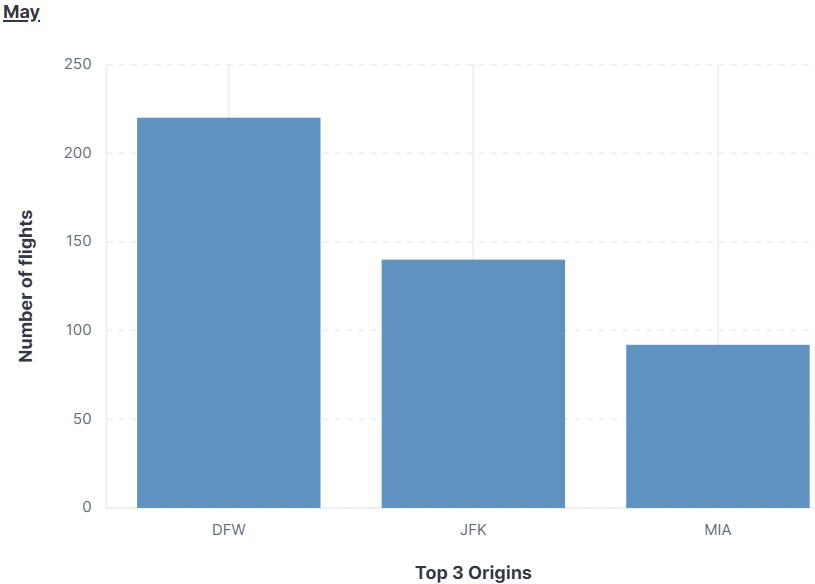 May
250
200
150
100
50
0
Number of flights
DFW
JFK
MIA
Top 3 Origins